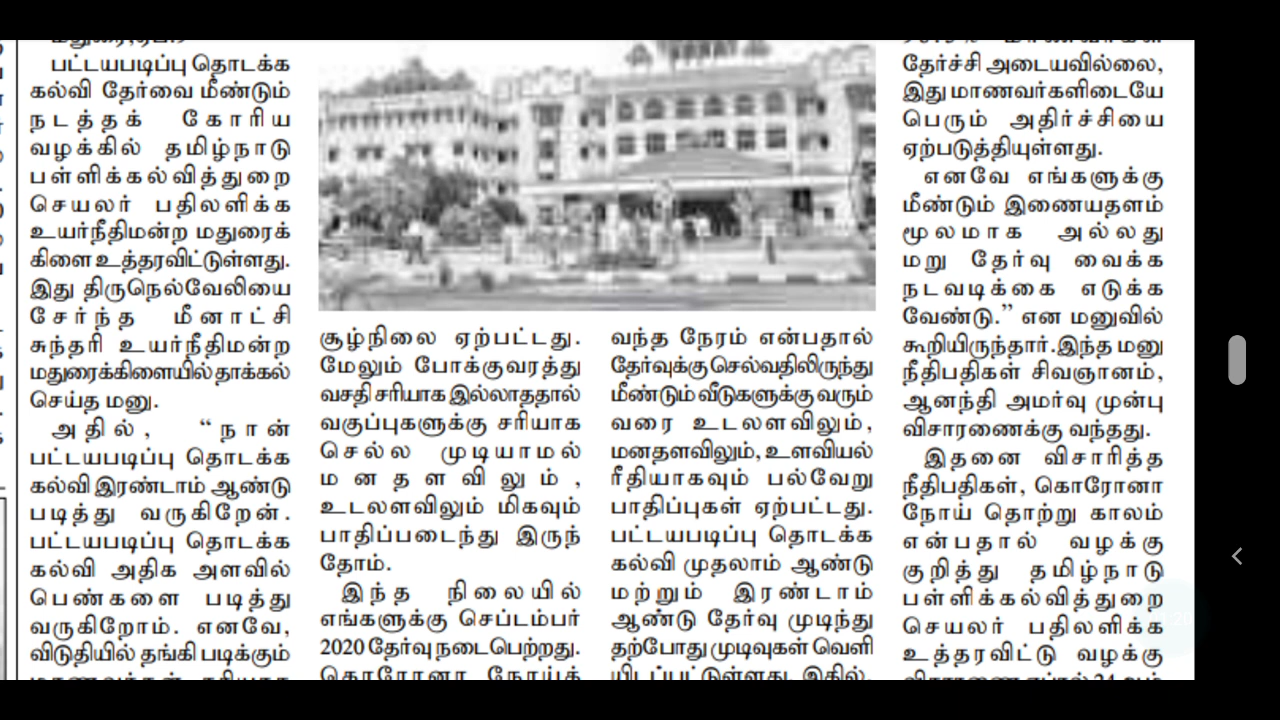 பட்டயபடிப்பு தொடக்க
கல்வி தேர்வை மீண்டும்
நடத்தக் கோரிய
வழக்கில் தமிழ்நாடு
பள்ளிக்கல்வித்துறை
செயலர் பதிலளிக்க
உயர்நீதிமன்ற மதுரைக்
கிளை உத்தரவிட்டுள்ளது.
இது திருநெல்வேலியை
சேர்ந்த மீனாட்சி
சுந்தரி உயர்நீதிமன்ற
மதுரைக்கிளையில் தாக்கல்
செய்த மனு.
அதில், “நான்
பட்டயபடிப்பு தொடக்க
கல்வி இரண்டாம் ஆண்டு
படித்து வருகிறேன்.
பட்டயபடிப்பு தொடக்க
கல்வி அதிக அளவில்
பெண்களை படித்து
வருகிறோம். எனவே,
விடுதியில் தங்கி படிக்கும்
சூழ்நிலை ஏற்பட்டது.
மேலும் போக்குவரத்து
வசதி சரியாக இல்லாததால்
வகுப்புகளுக்கு சரியாக
செல்ல முடியாமல்
மனதளவிலும்,
உடலளவிலும் மிகவும்
பாதிப்படைந்து இருந்
தோம்.
இந்த நிலையில்
எங்களுக்கு செப்டம்பர்
2020 தேர்வு நடைபெற்றது.
கொரோனா நோய்க்
வந்த நேரம் என்பதால்
தேர்வுக்கு செல்வதிலிருந்து
மீண்டும் வீடுகளுக்கு வரும்
வரை உடலளவிலும்,
மனதளவிலும், உளவியல்
ரீதியாகவும் பல்வேறு
பாதிப்புகள் ஏற்பட்டது.
பட்டயபடிப்பு தொடக்க
கல்வி முதலாம் ஆண்டு
மற்றும் இரண்டாம்
ஆண்டு தேர்வு முடிந்து
தற்போது முடிவுகள் வெளி
யிடப்பட்டுள்ளது. இதில்,
தேர்ச்சி அடையவில்லை,
இது மாணவர்களிடையே
பெரும் அதிர்ச்சியை
ஏற்படுத்தியுள்ளது.
எனவே எங்களுக்கு
மீண்டும் இணையதளம்
மூலமாக அல்லது
மறு தேர்வு வைக்க
நடவடிக்கை எடுக்க
வேண்டும்.” என மனுவில்
கூறியிருந்தார்.இந்த மனு
நீதிபதிகள் சிவஞானம்,
ஆனந்தி அமர்வு முன்பு
விசாரணைக்கு வந்தது.
இதனை விசாரித்த
நீதிபதிகள், கொரோனா
நோய் தொற்று காலம்
என்பதால் வழக்கு
குறித்து தமிழ்நாடு
பள்ளிக்கல்வித்துறை
செயலர் பதிலளிக்க
உத்தரவிட்டு வழக்கு